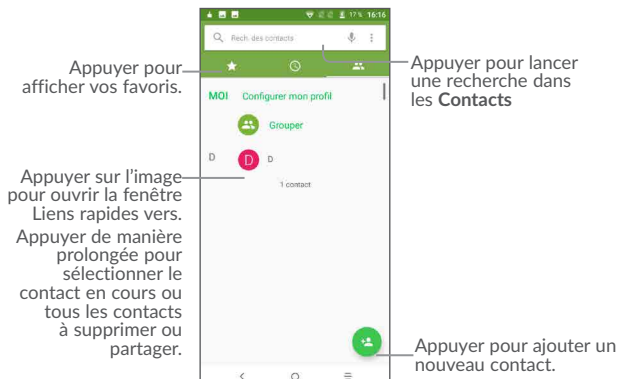 17 % 16:16
Rech. des contacts
MOI Configurer mon profil
Grouper
D D D
1 contact
Appuyer pour
afficher vos favoris.
Appuyer sur l’image
pour ouvrir la fenêtre
Liens rapides vers.
Appuyer de manière
prolongée pour
sélectionner le
contact en cours ou
tous les contacts
à supprimer ou
partager.
Appuyer pour lancer
une recherche dans
les Contacts
Appuyer pour ajouter un
nouveau contact.